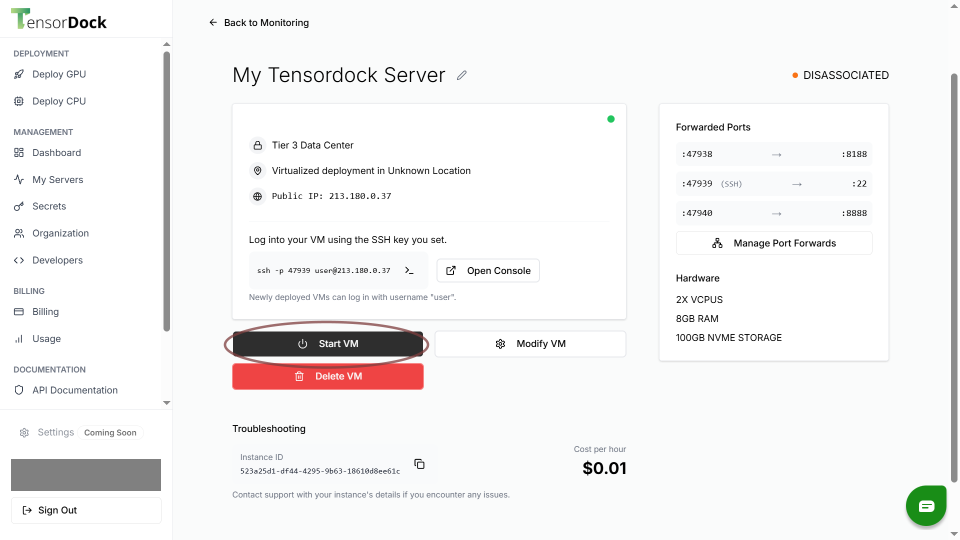 TensorDock
DEPLOYMENT
Deploy GPU
Deploy CPU
MANAGEMENT
Dashboard
My Servers
Secrets
Organization
Developers
BILLING
Billing
Usage
DOCUMENTATION
API Documentation
Settings Coming Soon
Sign Out
Back to Monitoring
My Tensordock Server
DISASSOCIATED
Tier 3 Data Center
Virtualized deployment in Unknown Location
Public IP: 213.180.0.37
Log into your VM using the SSH key you set.
ssh -p 47939 user@213.180.0.37
Open Console
Newly deployed VMs can log in with username "user".
Start VM
Modify VM
Delete VM
Forwarded Ports
:47938 → :8188
:47939 (SSH) → :22
:47940 → :8888
Manage Port Forwards
Hardware
2X VCPUS
8GB RAM
100GB NVME STORAGE
Troubleshooting
Instance ID
523a25d1-df44-4295-9b63-18610d8ee61c
Cost per hour
$0.01
Contact support with your instance's details if you encounter any issues.